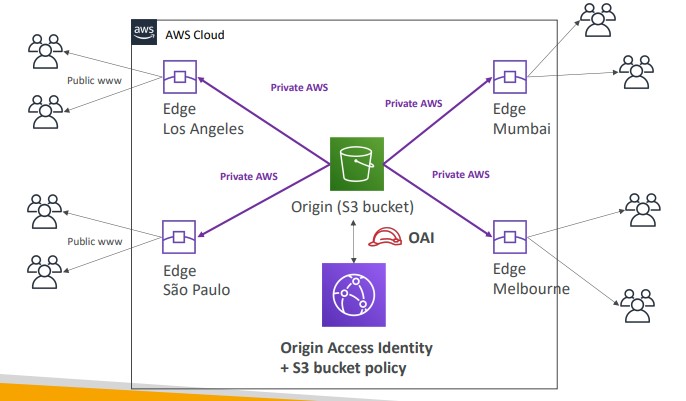 aws
AWS Cloud
Public www
Edge
Los Angeles
Private AWS
Private AWS
Edge
Mumbai
Private AWS
Private AWS
Origin (S3 bucket)
Public www
Edge
São Paulo
OAI
Edge
Melbourne
Origin Access Identity
+ S3 bucket policy